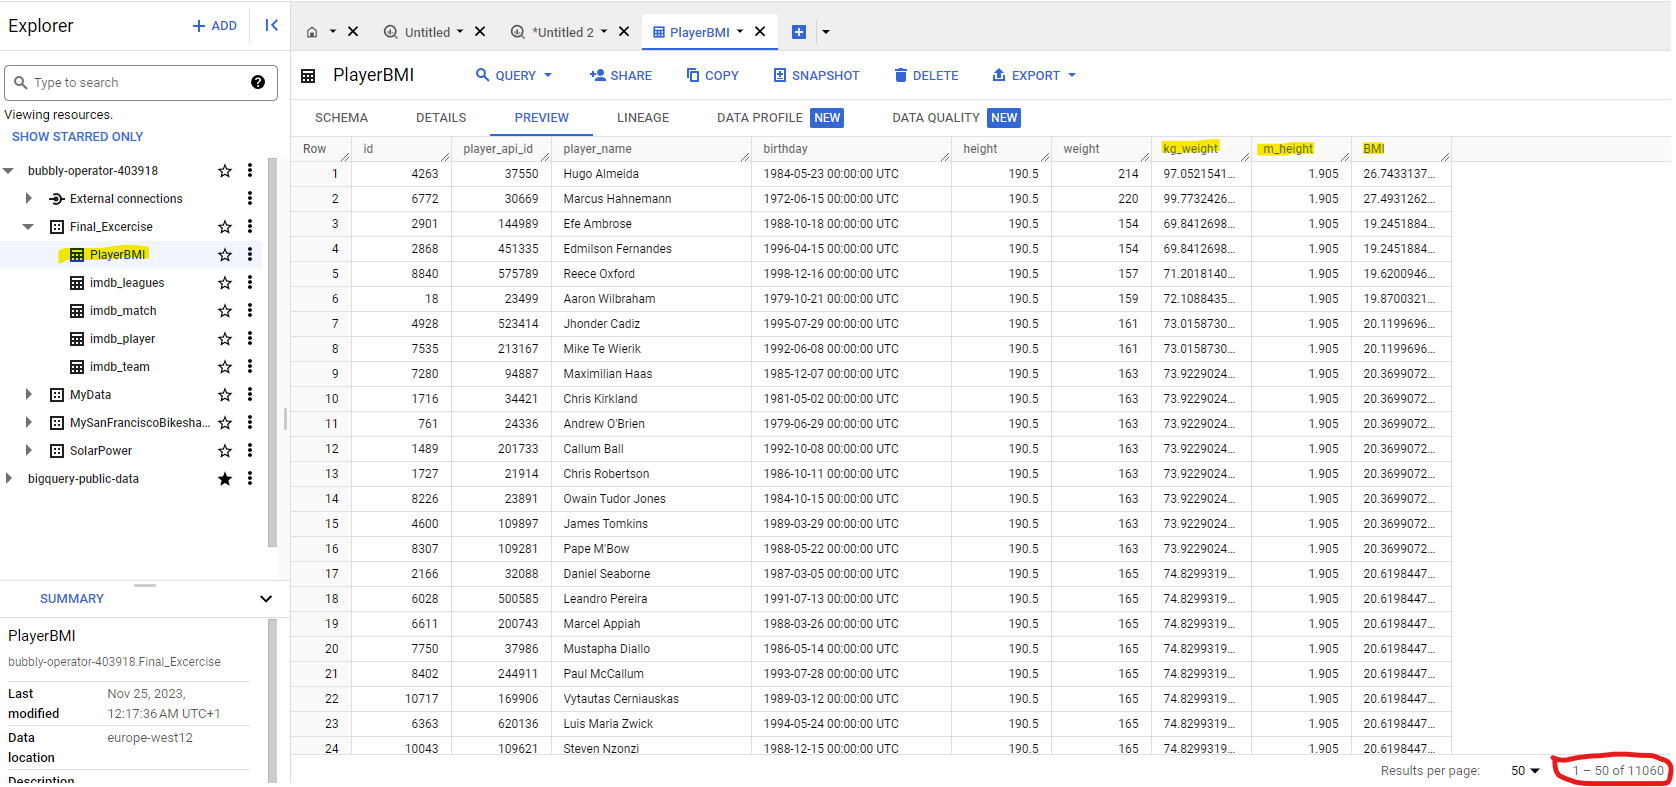 Explorer
+ ADD
Type to search
Viewing resources.
SHOW STARRED ONLY
bubbly-operator-403918
External connections
Final_Excercise
PlayerBMI
imdb_leagues
imdb_match
imdb_player
imdb_team
MyData
MySanFranciscoBikesha...
SolarPower
bigquery-public-data
SUMMARY
PlayerBMI
bubbly-operator-403918.Final_Excercise
Last modified Nov 25, 2023, 12:17:36 AM UTC+1
Data location europe-west12
Description
Untitled *Untitled 2 PlayerBMI
PlayerBMI QUERY SHARE COPY SNAPSHOT DELETE EXPORT
SCHEMA DETAILS PREVIEW LINEAGE DATA PROFILE NEW DATA QUALITY NEW
Row id player_api_id player_name birthday height weight kg_weight m_height BMI
1 4263 37550 Hugo Almeida 1984-05-23 00:00:00 UTC 190.5 214 97.0521541... 1.905 26.7433137...
2 6772 30669 Marcus Hahnemann 1972-06-15 00:00:00 UTC 190.5 220 99.7732426... 1.905 27.4931262...
3 2901 144989 Efe Ambrose 1988-10-18 00:00:00 UTC 190.5 154 69.8412698... 1.905 19.2451884...
4 2868 451335 Edmilson Fernandes 1996-04-15 00:00:00 UTC 190.5 154 69.8412698... 1.905 19.2451884...
5 8840 575789 Reece Oxford 1998-12-16 00:00:00 UTC 190.5 157 71.2018140... 1.905 19.6200946...
6 18 23499 Aaron Wilbraham 1979-10-21 00:00:00 UTC 190.5 159 72.1088435... 1.905 19.8700321...
7 4928 523414 Jhonder Cadiz 1995-07-29 00:00:00 UTC 190.5 161 73.0158730... 1.905 20.1199696...
8 7535 213167 Mike Te Wierik 1992-06-08 00:00:00 UTC 190.5 161 73.0158730... 1.905 20.1199696...
9 7280 94887 Maximilian Haas 1985-12-07 00:00:00 UTC 190.5 163 73.9229024... 1.905 20.3699072...
10 1716 34421 Chris Kirkland 1981-05-02 00:00:00 UTC 190.5 163 73.9229024... 1.905 20.3699072...
11 761 24336 Andrew O'Brien 1979-06-29 00:00:00 UTC 190.5 163 73.9229024... 1.905 20.3699072...
12 1489 201733 Callum Ball 1992-10-08 00:00:00 UTC 190.5 163 73.9229024... 1.905 20.3699072...
13 1727 21914 Chris Robertson 1986-10-11 00:00:00 UTC 190.5 163 73.9229024... 1.905 20.3699072...
14 8226 23891 Owain Tudor Jones 1984-10-15 00:00:00 UTC 190.5 163 73.9229024... 1.905 20.3699072...
15 4600 109897 James Tomkins 1989-03-29 00:00:00 UTC 190.5 163 73.9229024... 1.905 20.3699072...
16 8307 109281 Pape M'Bow 1988-05-22 00:00:00 UTC 190.5 163 73.9229024... 1.905 20.3699072...
17 2166 32088 Daniel Seaborne 1987-03-05 00:00:00 UTC 190.5 165 74.8299319... 1.905 20.6198447...
18 6028 500585 Leandro Pereira 1991-07-13 00:00:00 UTC 190.5 165 74.8299319... 1.905 20.6198447...
19 6611 200743 Marcel Appiah 1988-03-26 00:00:00 UTC 190.5 165 74.8299319... 1.905 20.6198447...
20 7750 37986 Mustapha Diallo 1986-05-14 00:00:00 UTC 190.5 165 74.8299319... 1.905 20.6198447...
21 8402 244911 Paul McCallum 1993-07-28 00:00:00 UTC 190.5 165 74.8299319... 1.905 20.6198447...
22 10717 169906 Vytautas Cerniauskas 1989-03-12 00:00:00 UTC 190.5 165 74.8299319... 1.905 20.6198447...
23 6363 620136 Luis Maria Zwick 1994-05-24 00:00:00 UTC 190.5 165 74.8299319... 1.905 20.6198447...
24 10043 109621 Steven Nzonzi 1988-12-15 00:00:00 UTC 190.5 165 74.8299319... 1.905 20.6198447...
Results per page: 50 1 – 50 of 11060